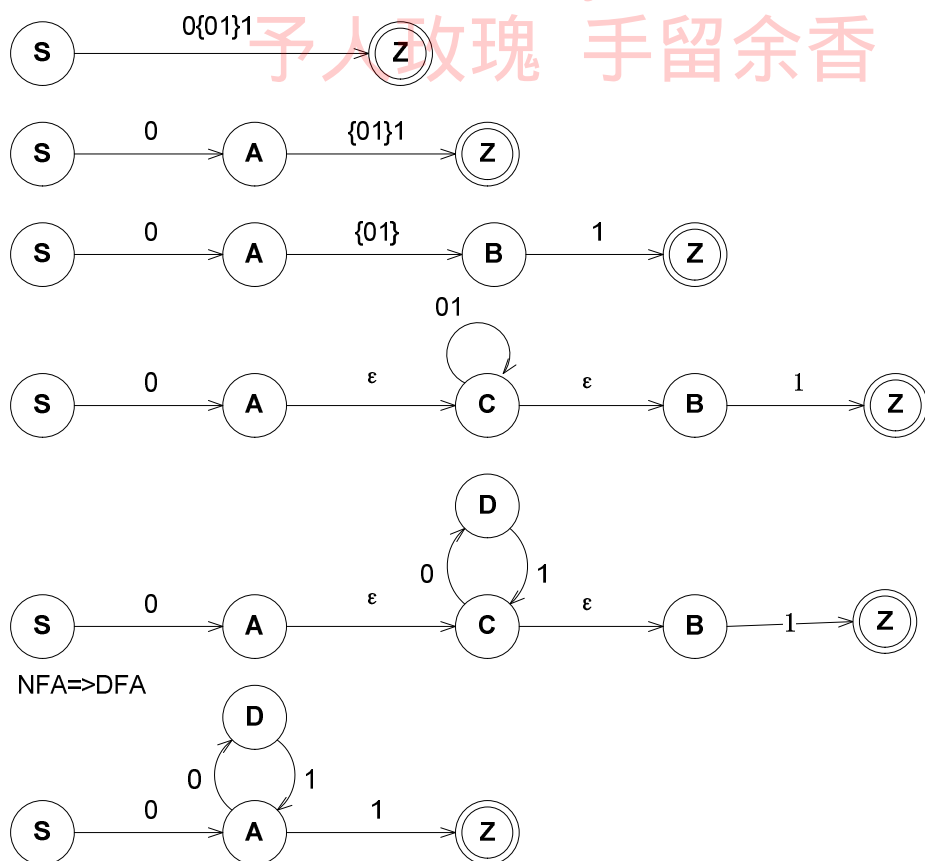 0{01}1
予人玫瑰 手留余香
S Z
0 {01}1
S A Z
0 {01} 1
S A B Z
01
0 ε ε 1
S A C B Z
D
0 1
0 ε ε 1
S A C B Z
NFA=>DFA
D
0 1
0 1
S A Z